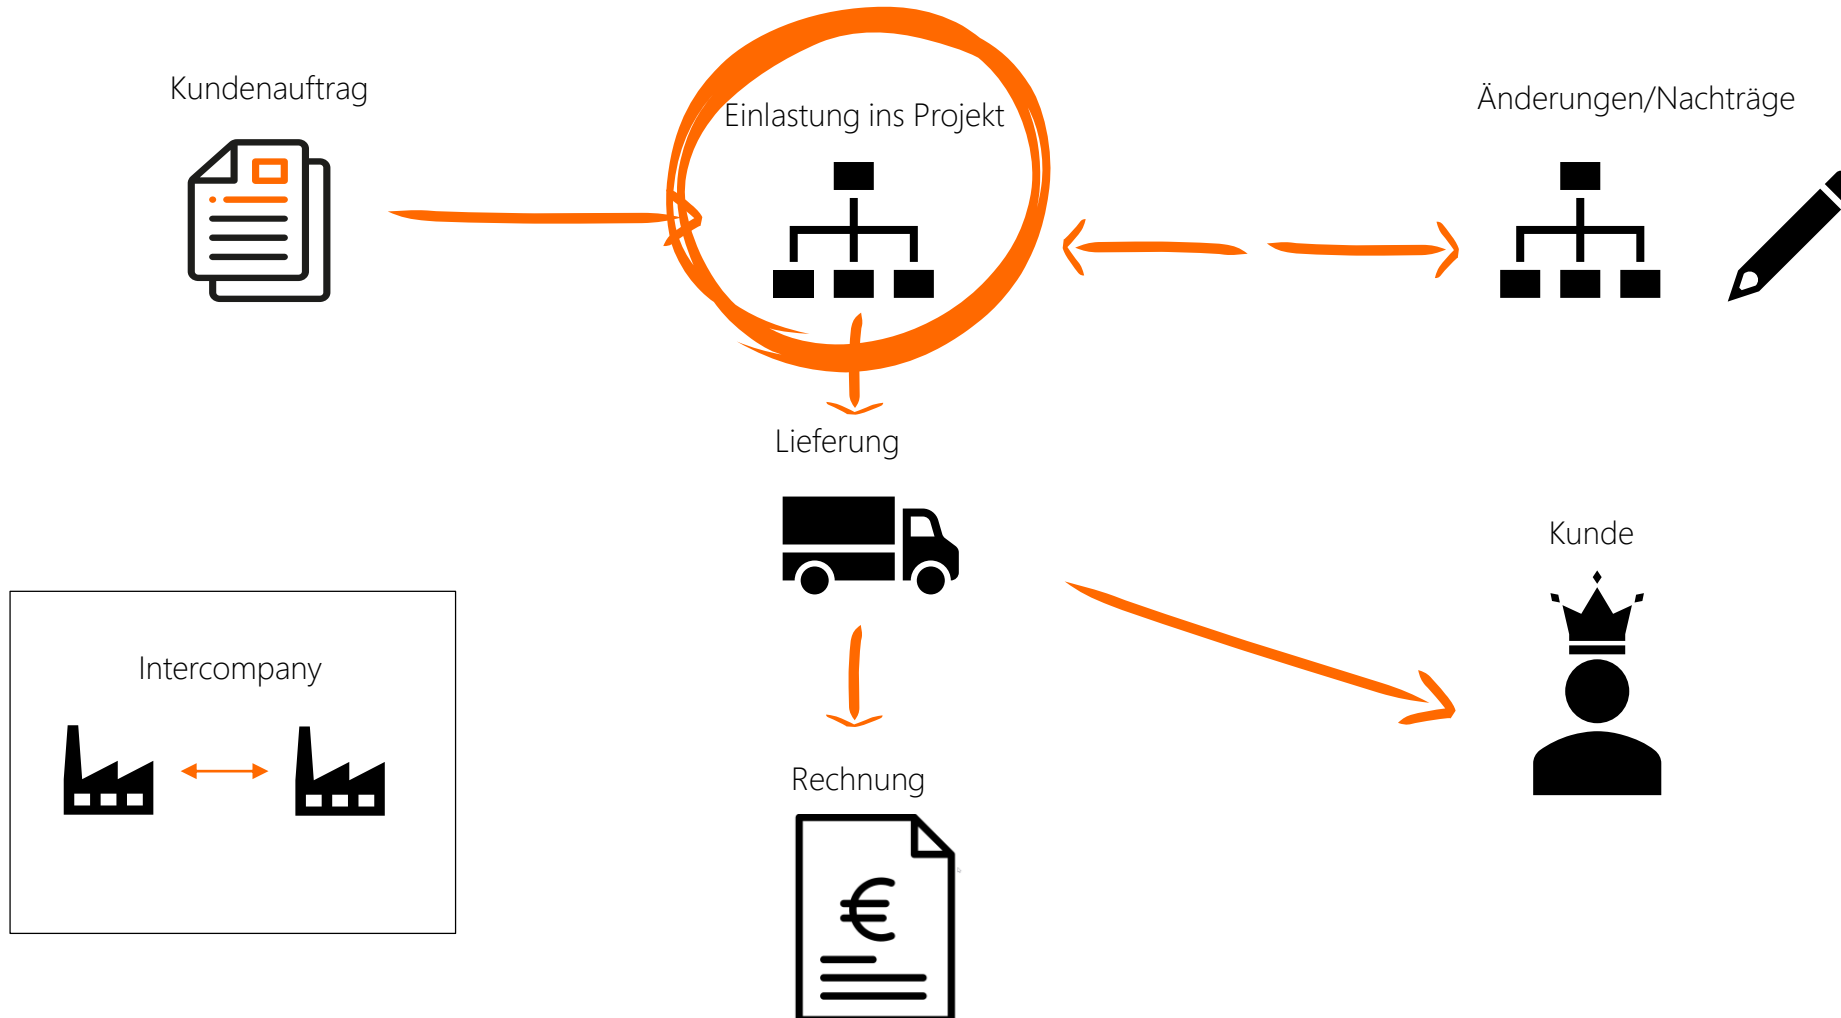 Kundenauftrag
Einlastung ins Projekt
Änderungen/Nachträge
Lieferung
Kunde
Intercompany
Rechnung
€